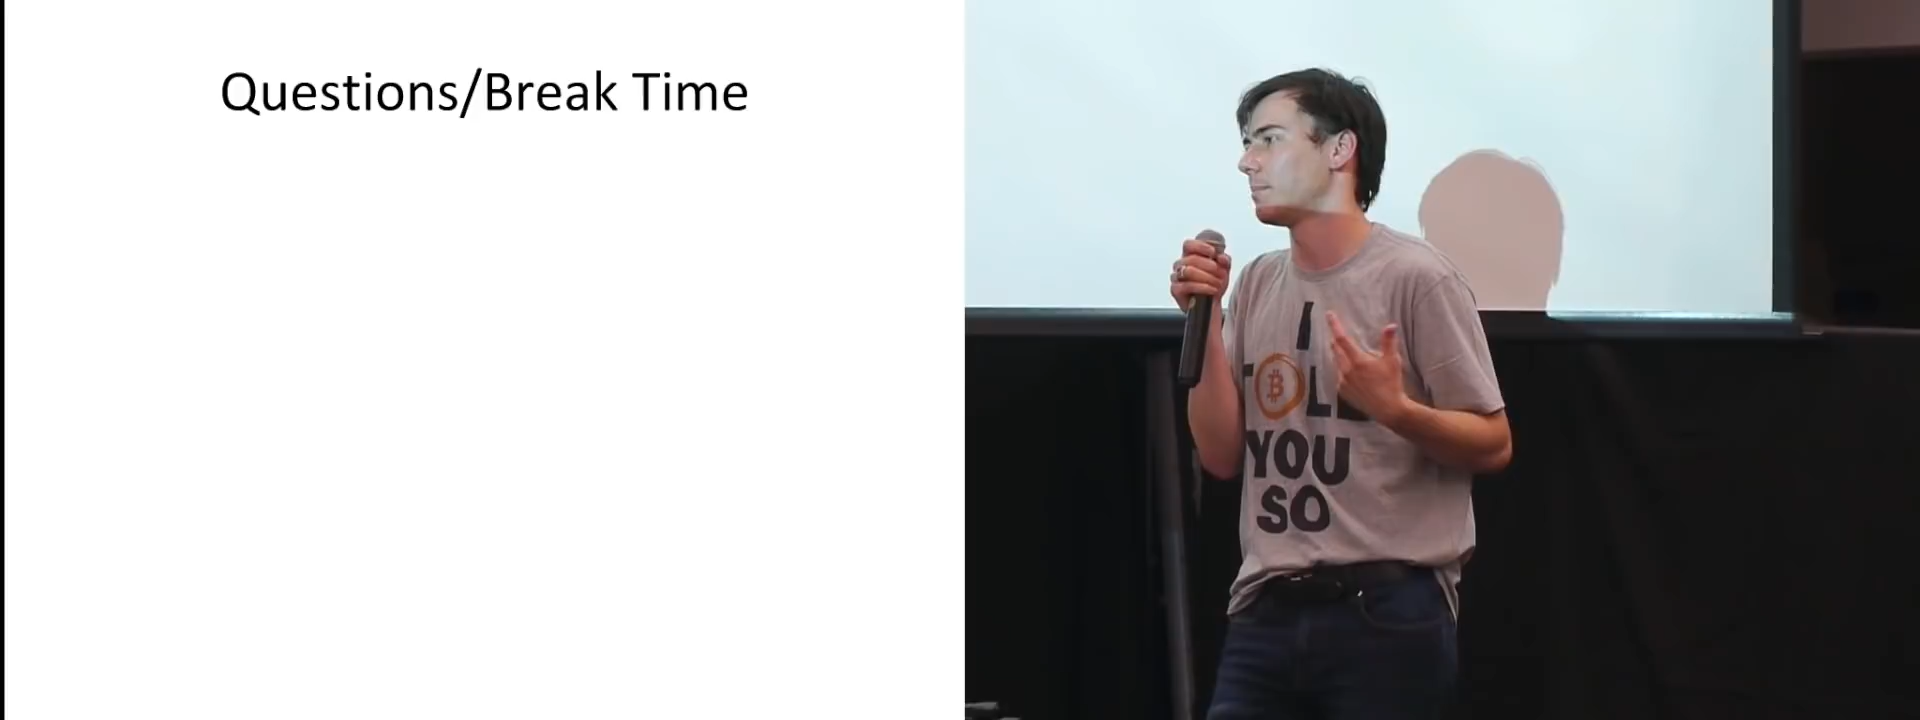 Questions/Break Time
I
T₿L
YOU
SO